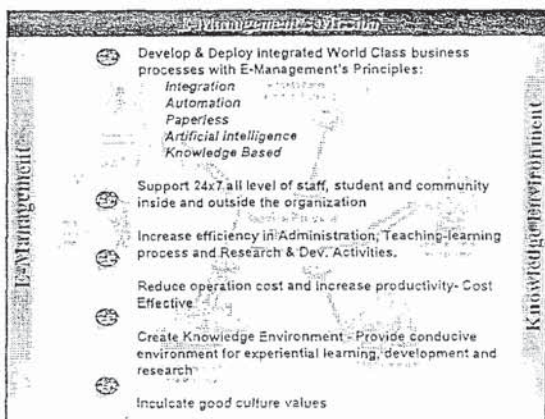 E-Management's Mission
Develop & Deploy integrated World Class business
processes with E-Management's Principles:
Integration
Automation
Paperless
Artificial Intelligence
Knowledge Based
Support 24x7 all level of staff, student and community
inside and outside the organization
Increase efficiency in Administration, Teaching-learning
process and Research & Dev. Activities.
Reduce operation cost and increase productivity- Cost
Effective
Create Knowledge Environment - Provide conducive
environment for experiential learning, development and
research
Inculcate good culture values
E-Management
Knowledge Environment